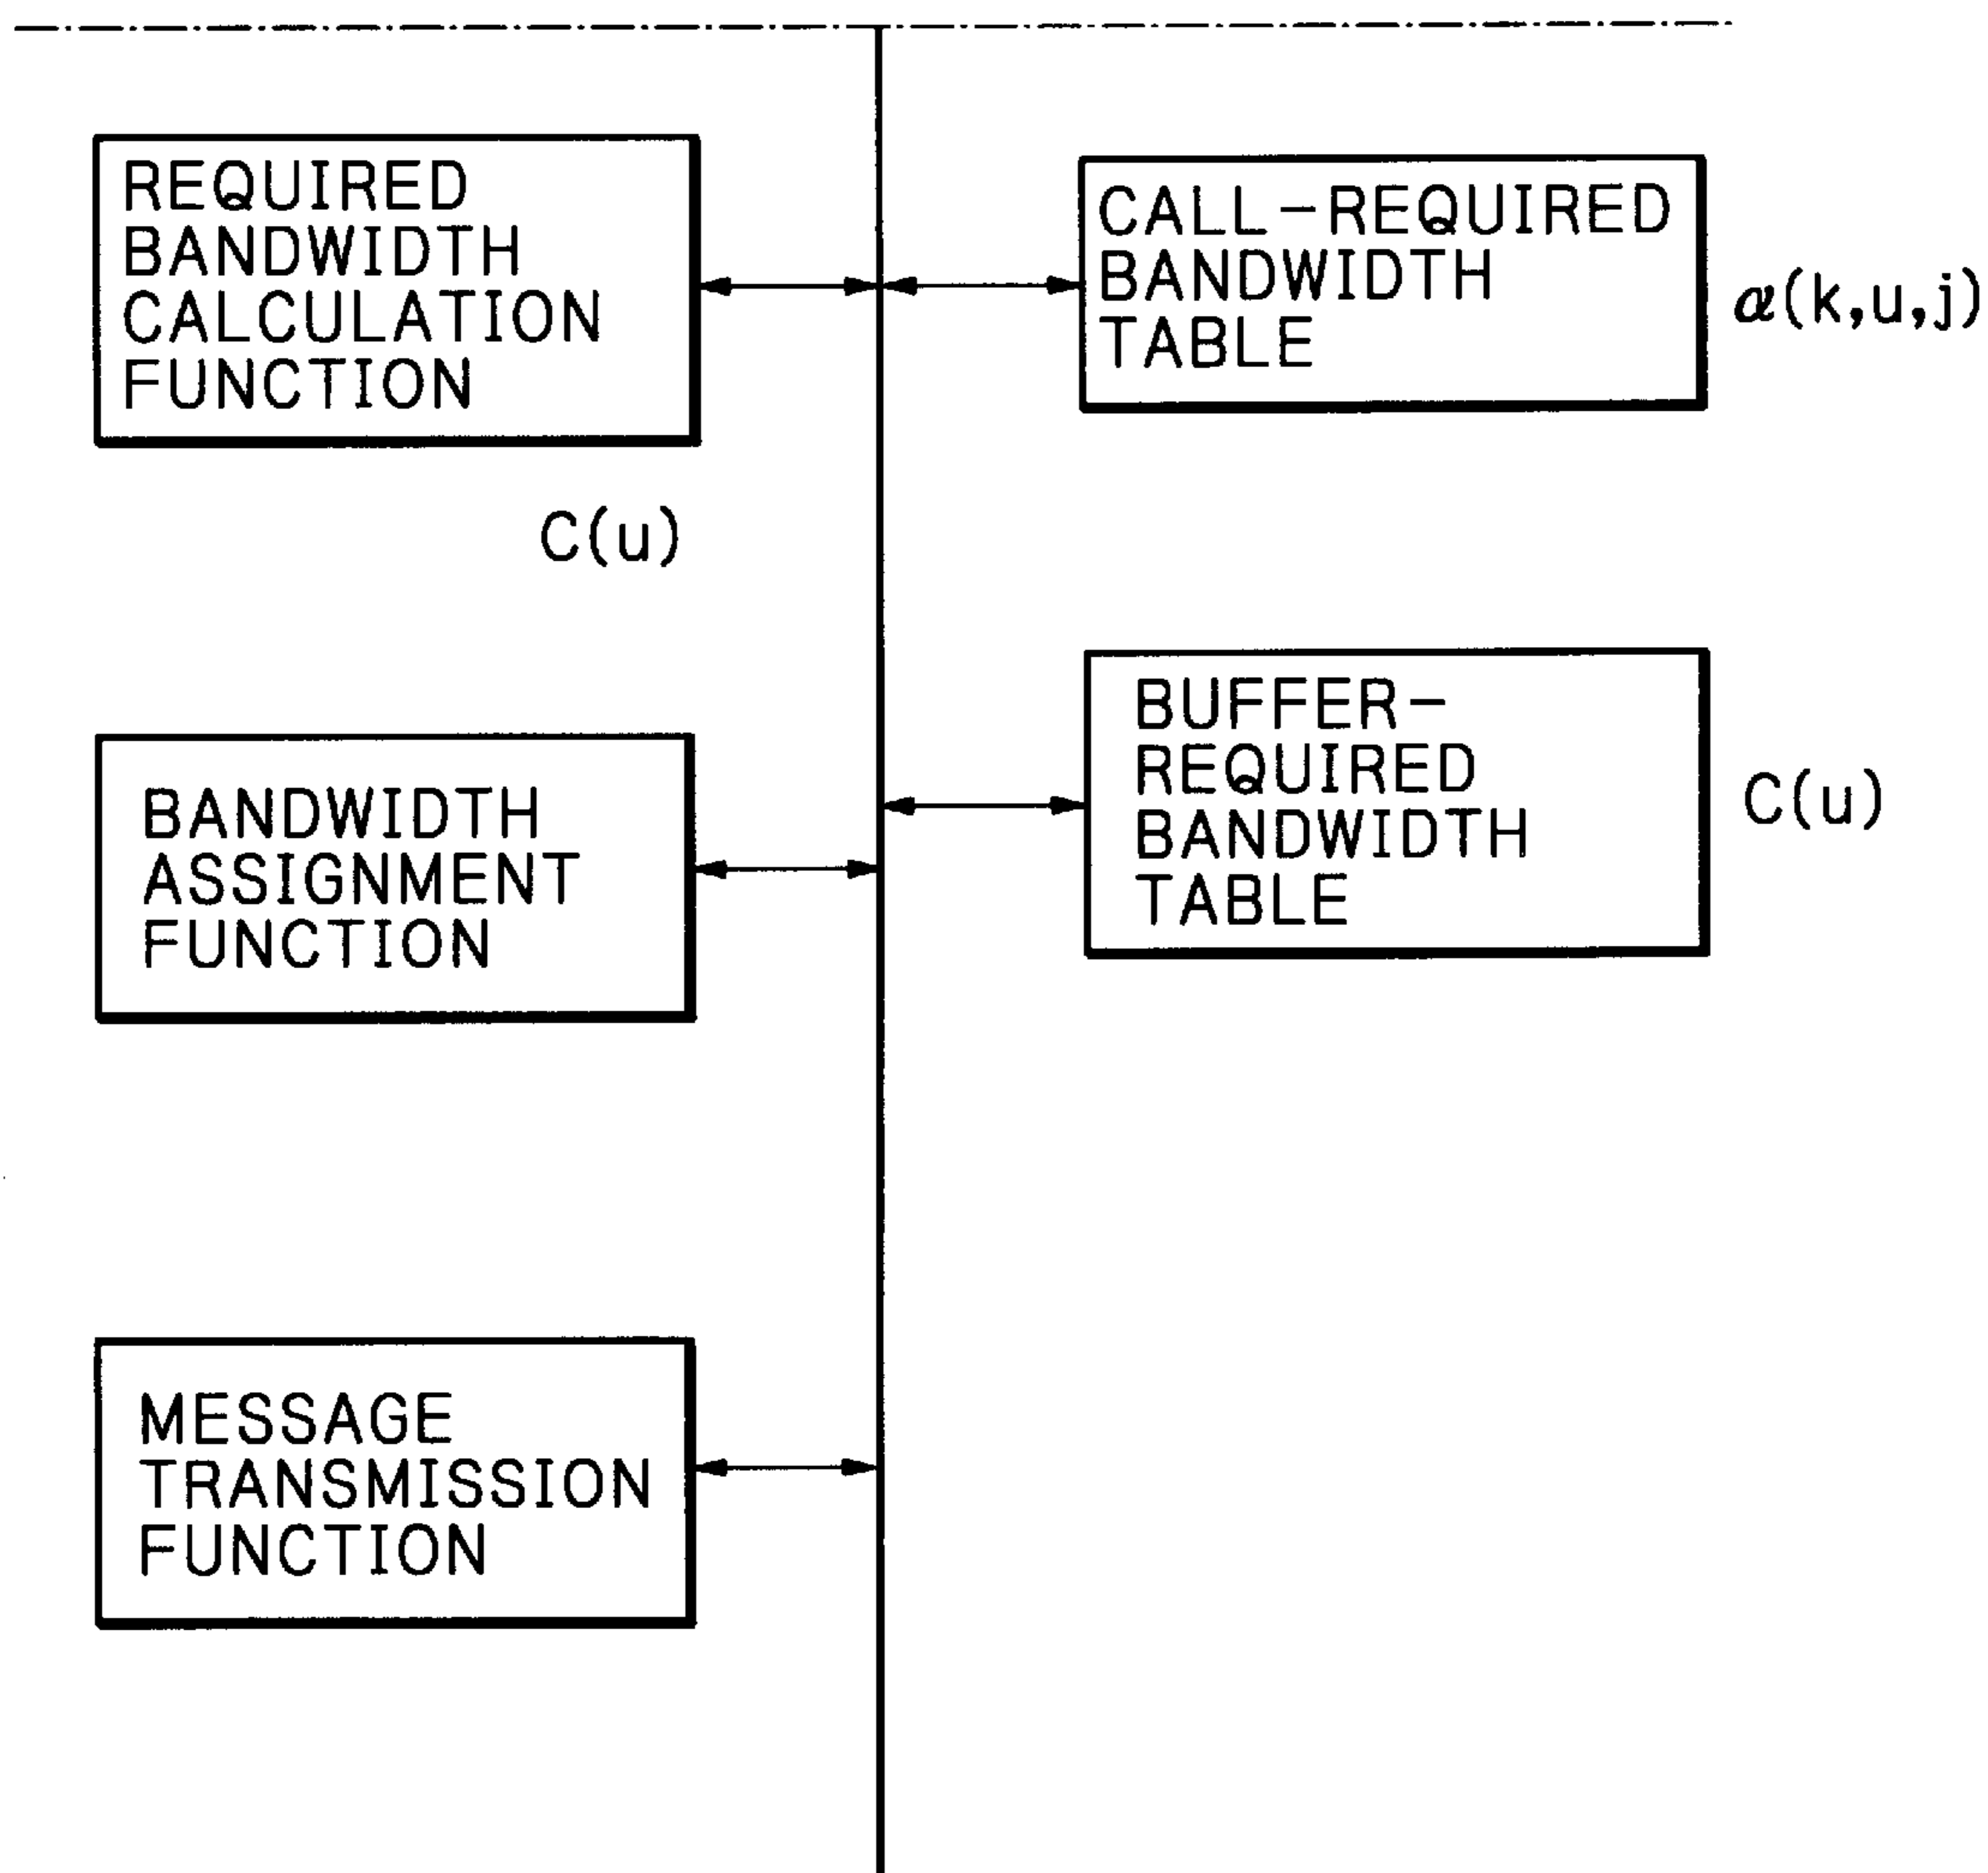 REQUIRED
BANDWIDTH
CALCULATION
FUNCTION
CALL-REQUIRED
BANDWIDTH
TABLE
α(k,u,j)
C(u)
BUFFER-
REQUIRED
BANDWIDTH
TABLE
C(u)
BANDWIDTH
ASSIGNMENT
FUNCTION
MESSAGE
TRANSMISSION
FUNCTION